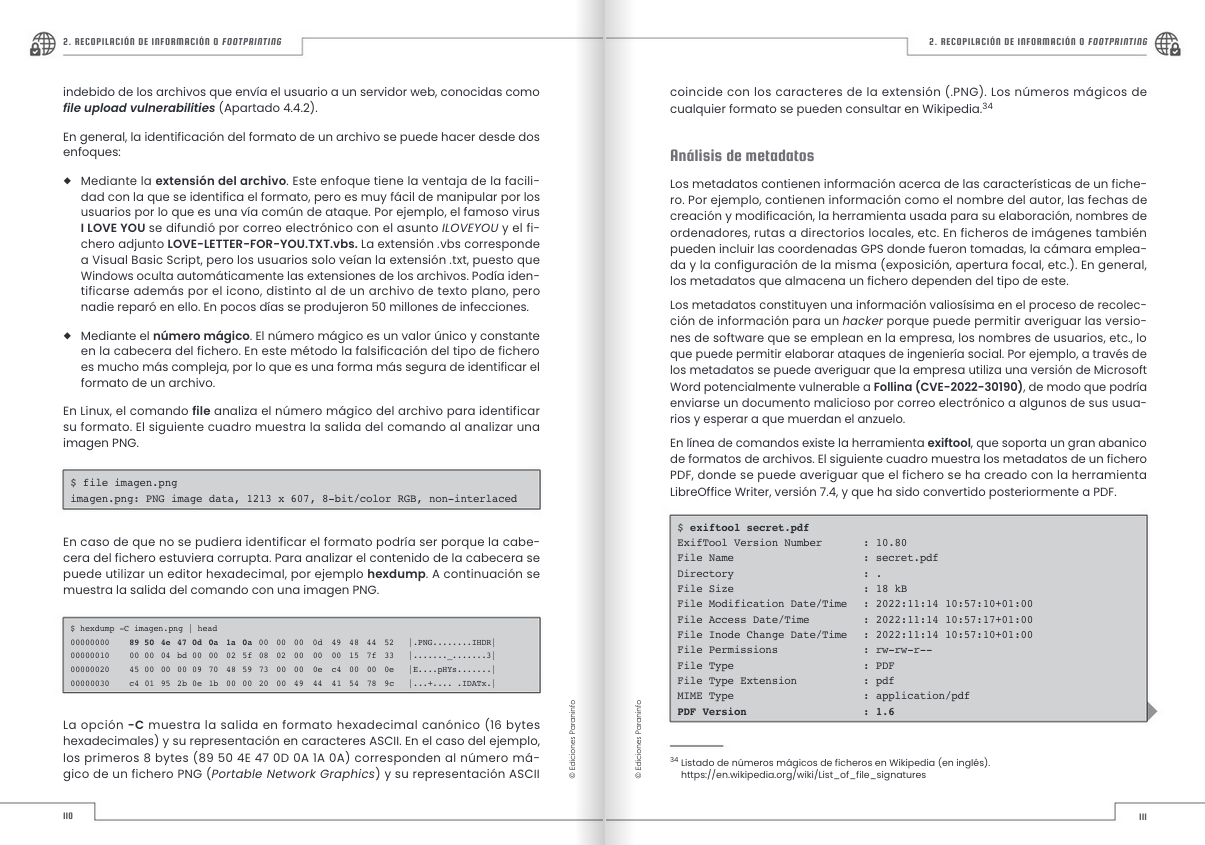 2. RECOPILACIÓN DE INFORMACIÓN O FOOTPRINTING
indebido de los archivos que envía el usuario a un servidor web, conocidas como
file upload vulnerabilities (Apartado 4.4.2).
En general, la identificación del formato de un archivo se puede hacer desde dos
enfoques:
◆ Mediante la extensión del archivo. Este enfoque tiene la ventaja de la facili-
dad con la que se identifica el formato, pero es muy fácil de manipular por los
usuarios por lo que es una vía común de ataque. Por ejemplo, el famoso virus
I LOVE YOU se difundió por correo electrónico con el asunto ILOVEYOU y el fi-
chero adjunto LOVE-LETTER-FOR-YOU.TXT.vbs. La extensión .vbs corresponde
a Visual Basic Script, pero los usuarios solo veían la extensión .txt, puesto que
Windows oculta automáticamente las extensiones de los archivos. Podía iden-
tificarse además por el icono, distinto al de un archivo de texto plano, pero
nadie reparó en ello. En pocos días se produjeron 50 millones de infecciones.
◆ Mediante el número mágico. El número mágico es un valor único y constante
en la cabecera del fichero. En este método la falsificación del tipo de fichero
es mucho más compleja, por lo que es una forma más segura de identificar el
formato de un archivo.
En Linux, el comando file analiza el número mágico del archivo para identificar
su formato. El siguiente cuadro muestra la salida del comando al analizar una
imagen PNG.
$ file imagen.png
imagen.png: PNG image data, 1213 x 607, 8-bit/color RGB, non-interlaced
En caso de que no se pudiera identificar el formato podría ser porque la cabe-
cera del fichero estuviera corrupta. Para analizar el contenido de la cabecera se
puede utilizar un editor hexadecimal, por ejemplo hexdump. A continuación se
muestra la salida del comando con una imagen PNG.
$ hexdump -C imagen.png | head
00000000 89 50 4e 47 0d 0a 1a 0a 00 00 00 0d 49 48 44 52 |.PNG........IHDR|
00000010 00 00 04 bd 00 00 02 5f 08 02 00 00 00 15 7f 33 |......._.......3|
00000020 45 00 00 00 09 70 48 59 73 00 00 0e c4 00 00 0e |E....pHYs.......|
00000030 c4 01 95 2b 0e 1b 00 00 20 00 49 44 41 54 78 9c |...+.... .IDATx.|
La opción -C muestra la salida en formato hexadecimal canónico (16 bytes
hexadecimales) y su representación en caracteres ASCII. En el caso del ejemplo,
los primeros 8 bytes (89 50 4E 47 0D 0A 1A 0A) corresponden al número má-
gico de un fichero PNG (Portable Network Graphics) y su representación ASCII
© Ediciones Paraninfo
110
2. RECOPILACIÓN DE INFORMACIÓN O FOOTPRINTING
coincide con los caracteres de la extensión (.PNG). Los números mágicos de
cualquier formato se pueden consultar en Wikipedia.34
Análisis de metadatos
Los metadatos contienen información acerca de las características de un fiche-
ro. Por ejemplo, contienen información como el nombre del autor, las fechas de
creación y modificación, la herramienta usada para su elaboración, nombres de
ordenadores, rutas a directorios locales, etc. En ficheros de imágenes también
pueden incluir las coordenadas GPS donde fueron tomadas, la cámara emplea-
da y la configuración de la misma (exposición, apertura focal, etc.). En general,
los metadatos que almacena un fichero dependen del tipo de este.
Los metadatos constituyen una información valiosísima en el proceso de recolec-
ción de información para un hacker porque puede permitir averiguar las versio-
nes de software que se emplean en la empresa, los nombres de usuarios, etc., lo
que puede permitir elaborar ataques de ingeniería social. Por ejemplo, a través de
los metadatos se puede averiguar que la empresa utiliza una versión de Microsoft
Word potencialmente vulnerable a Follina (CVE-2022-30190), de modo que podría
enviarse un documento malicioso por correo electrónico a algunos de sus usua-
rios y esperar a que muerdan el anzuelo.
En línea de comandos existe la herramienta exiftool, que soporta un gran abanico
de formatos de archivos. El siguiente cuadro muestra los metadatos de un fichero
PDF, donde se puede averiguar que el fichero se ha creado con la herramienta
LibreOffice Writer, versión 7.4, y que ha sido convertido posteriormente a PDF.
$ exiftool secret.pdf
ExifTool Version Number : 10.80
File Name : secret.pdf
Directory : .
File Size : 18 kB
File Modification Date/Time : 2022:11:14 10:57:10+01:00
File Access Date/Time : 2022:11:14 10:57:17+01:00
File Inode Change Date/Time : 2022:11:14 10:57:10+01:00
File Permissions : rw-rw-r--
File Type : PDF
File Type Extension : pdf
MIME Type : application/pdf
PDF Version : 1.6
34 Listado de números mágicos de ficheros en Wikipedia (en inglés).
https://en.wikipedia.org/wiki/List_of_file_signatures
© Ediciones Paraninfo
111